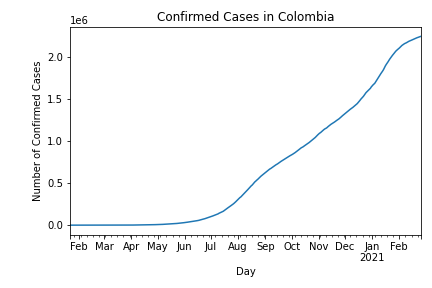 Confirmed Cases in Colombia
1e6
Number of Confirmed Cases
2.0
1.5
1.0
0.5
0.0
Feb Mar Apr May Jun Jul Aug Sep Oct Nov Dec Jan Feb
2021
Day